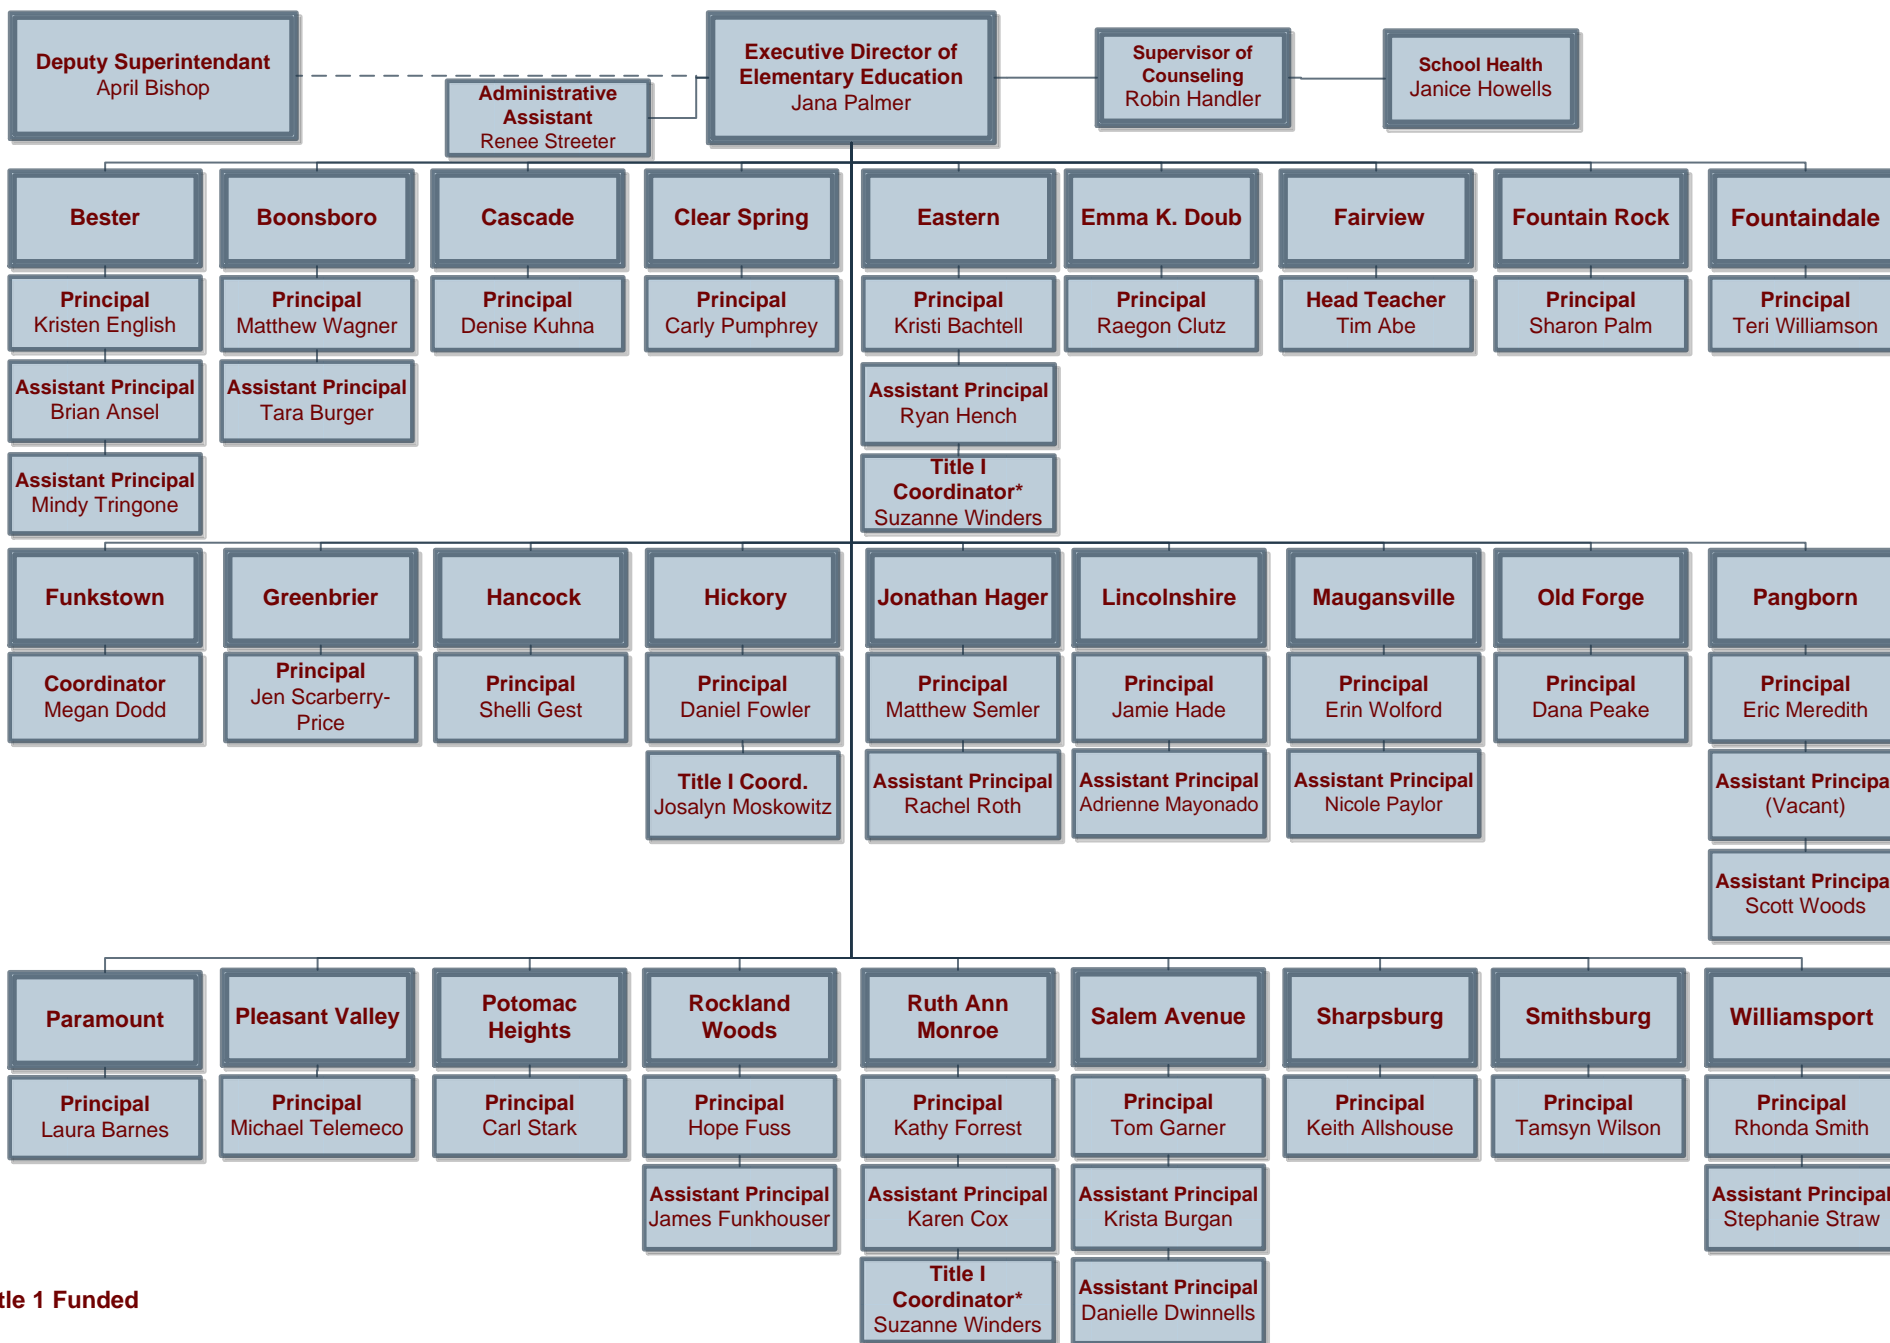 Deputy Superintendant
April Bishop
Executive Director of
Elementary Education
Jana Palmer
Supervisor of
Counseling
Robin Handler
School Health
Janice Howells
Administrative
Assistant
Renee Streeter
Bester
Boonsboro
Cascade
Clear Spring
Eastern
Emma K. Doub
Fairview
Fountain Rock
Fountaindale
Principal
Kristen English
Principal
Matthew Wagner
Principal
Denise Kuhna
Principal
Carly Pumphrey
Principal
Kristi Bachtell
Principal
Raegon Clutz
Head Teacher
Tim Abe
Principal
Sharon Palm
Principal
Teri Williamson
Assistant Principal
Brian Ansel
Assistant Principal
Tara Burger
Assistant Principal
Ryan Hench
Assistant Principal
Mindy Tringone
Title I
Coordinator*
Suzanne Winders
Funkstown
Greenbrier
Hancock
Hickory
Jonathan Hager
Lincolnshire
Maugansville
Old Forge
Pangborn
Coordinator
Megan Dodd
Principal
Jen Scarberry-
Price
Principal
Shelli Gest
Principal
Daniel Fowler
Principal
Matthew Semler
Principal
Jamie Hade
Principal
Erin Wolford
Principal
Dana Peake
Principal
Eric Meredith
Title I Coord.
Josalyn Moskowitz
Assistant Principal
Rachel Roth
Assistant Principal
Adrienne Mayonado
Assistant Principal
Nicole Paylor
Assistant Principa
(Vacant)
Assistant Principa
Scott Woods
Paramount
Pleasant Valley
Potomac
Heights
Rockland
Woods
Ruth Ann
Monroe
Salem Avenue
Sharpsburg
Smithsburg
Williamsport
Principal
Laura Barnes
Principal
Michael Telemeco
Principal
Carl Stark
Principal
Hope Fuss
Principal
Kathy Forrest
Principal
Tom Garner
Principal
Keith Allshouse
Principal
Tamsyn Wilson
Principal
Rhonda Smith
Assistant Principal
James Funkhouser
Assistant Principal
Karen Cox
Assistant Principal
Krista Burgan
Assistant Principal
Stephanie Straw
Title I
Coordinator*
Suzanne Winders
Assistant Principal
Danielle Dwinnells
tle 1 Funded